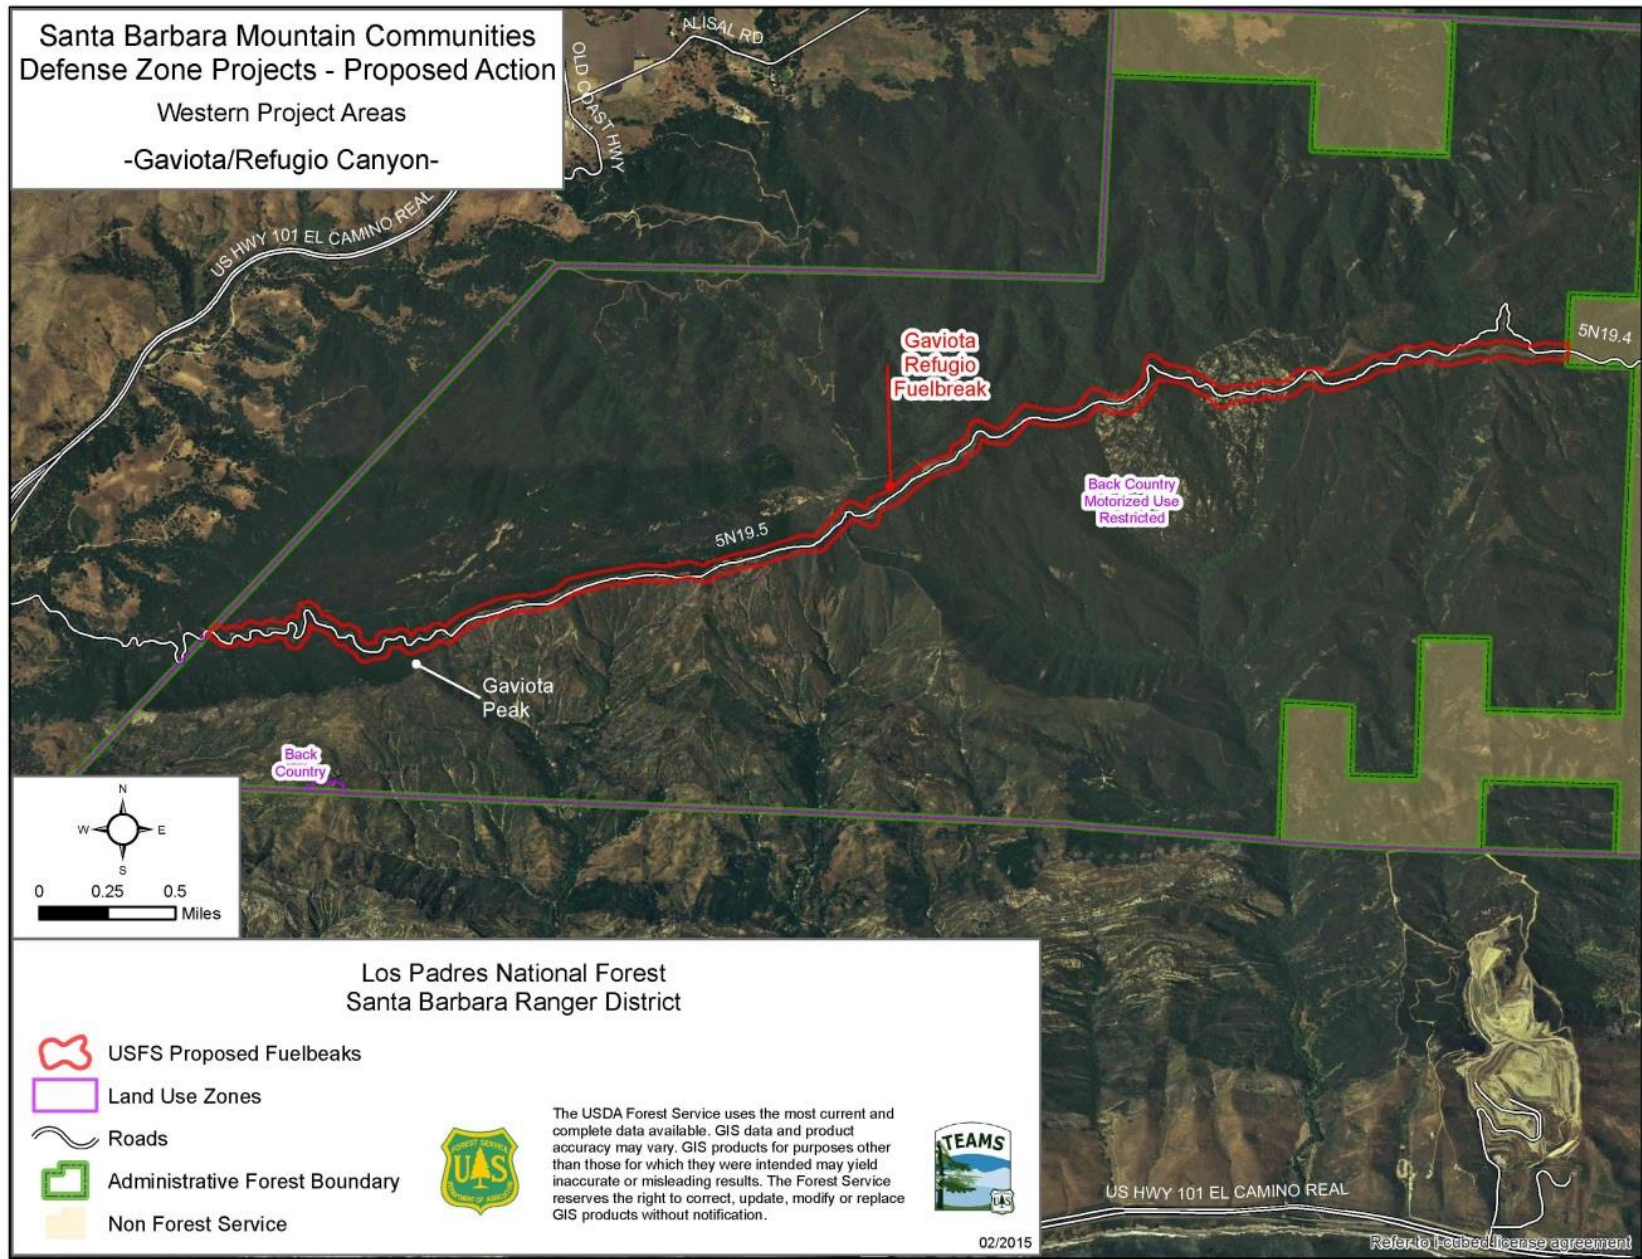 Santa Barbara Mountain Communities
Defense Zone Projects - Proposed Action
Western Project Areas
-Gaviota/Refugio Canyon-
ALISAL RD
OLD COAST HWY
US HWY 101 EL CAMINO REAL
5N19.4
Gaviota
Refugio
Fuelbreak
Back Country
Motorized Use
Restricted
5N19.5
Gaviota
Peak
Back
Country
N
W E
S
0 0.25 0.5
Miles
Los Padres National Forest
Santa Barbara Ranger District
USFS Proposed Fuelbeaks
Land Use Zones
Roads
Administrative Forest Boundary
Non Forest Service
FOREST SERVICE
U S
DEPARTMENT OF AGRICULTURE
The USDA Forest Service uses the most current and
complete data available. GIS data and product
accuracy may vary. GIS products for purposes other
than those for which they were intended may yield
inaccurate or misleading results. The Forest Service
reserves the right to correct, update, modify or replace
GIS products without notification.
TEAMS
02/2015
US HWY 101 EL CAMINO REAL
Refer to i-cubed license agreement